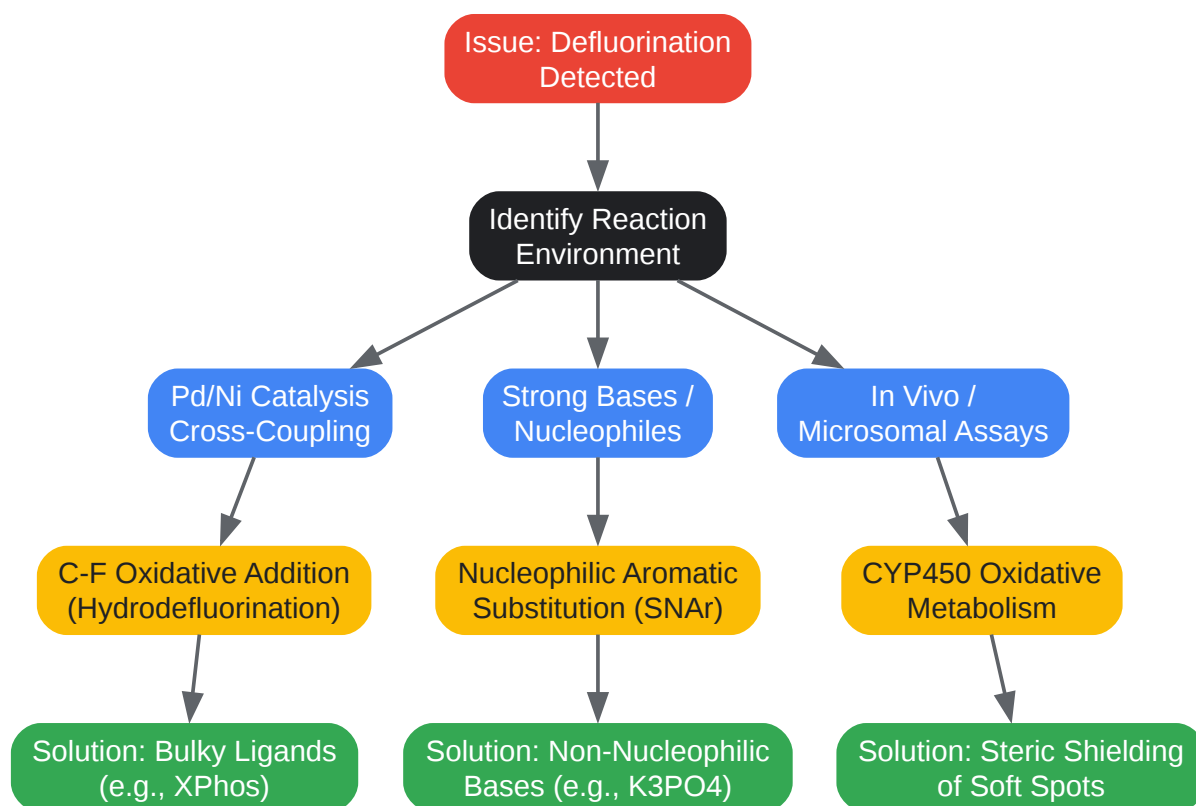 Issue: Defluorination
Detected
Identify Reaction
Environment
Pd/Ni Catalysis
Cross-Coupling
Strong Bases /
Nucleophiles
In Vivo /
Microsomal Assays
C-F Oxidative Addition
(Hydrodefluorination)
Nucleophilic Aromatic
Substitution (SNAr)
CYP450 Oxidative
Metabolism
Solution: Bulky Ligands
(e.g., XPhos)
Solution: Non-Nucleophilic
Bases (e.g., K3PO4)
Solution: Steric Shielding
of Soft Spots